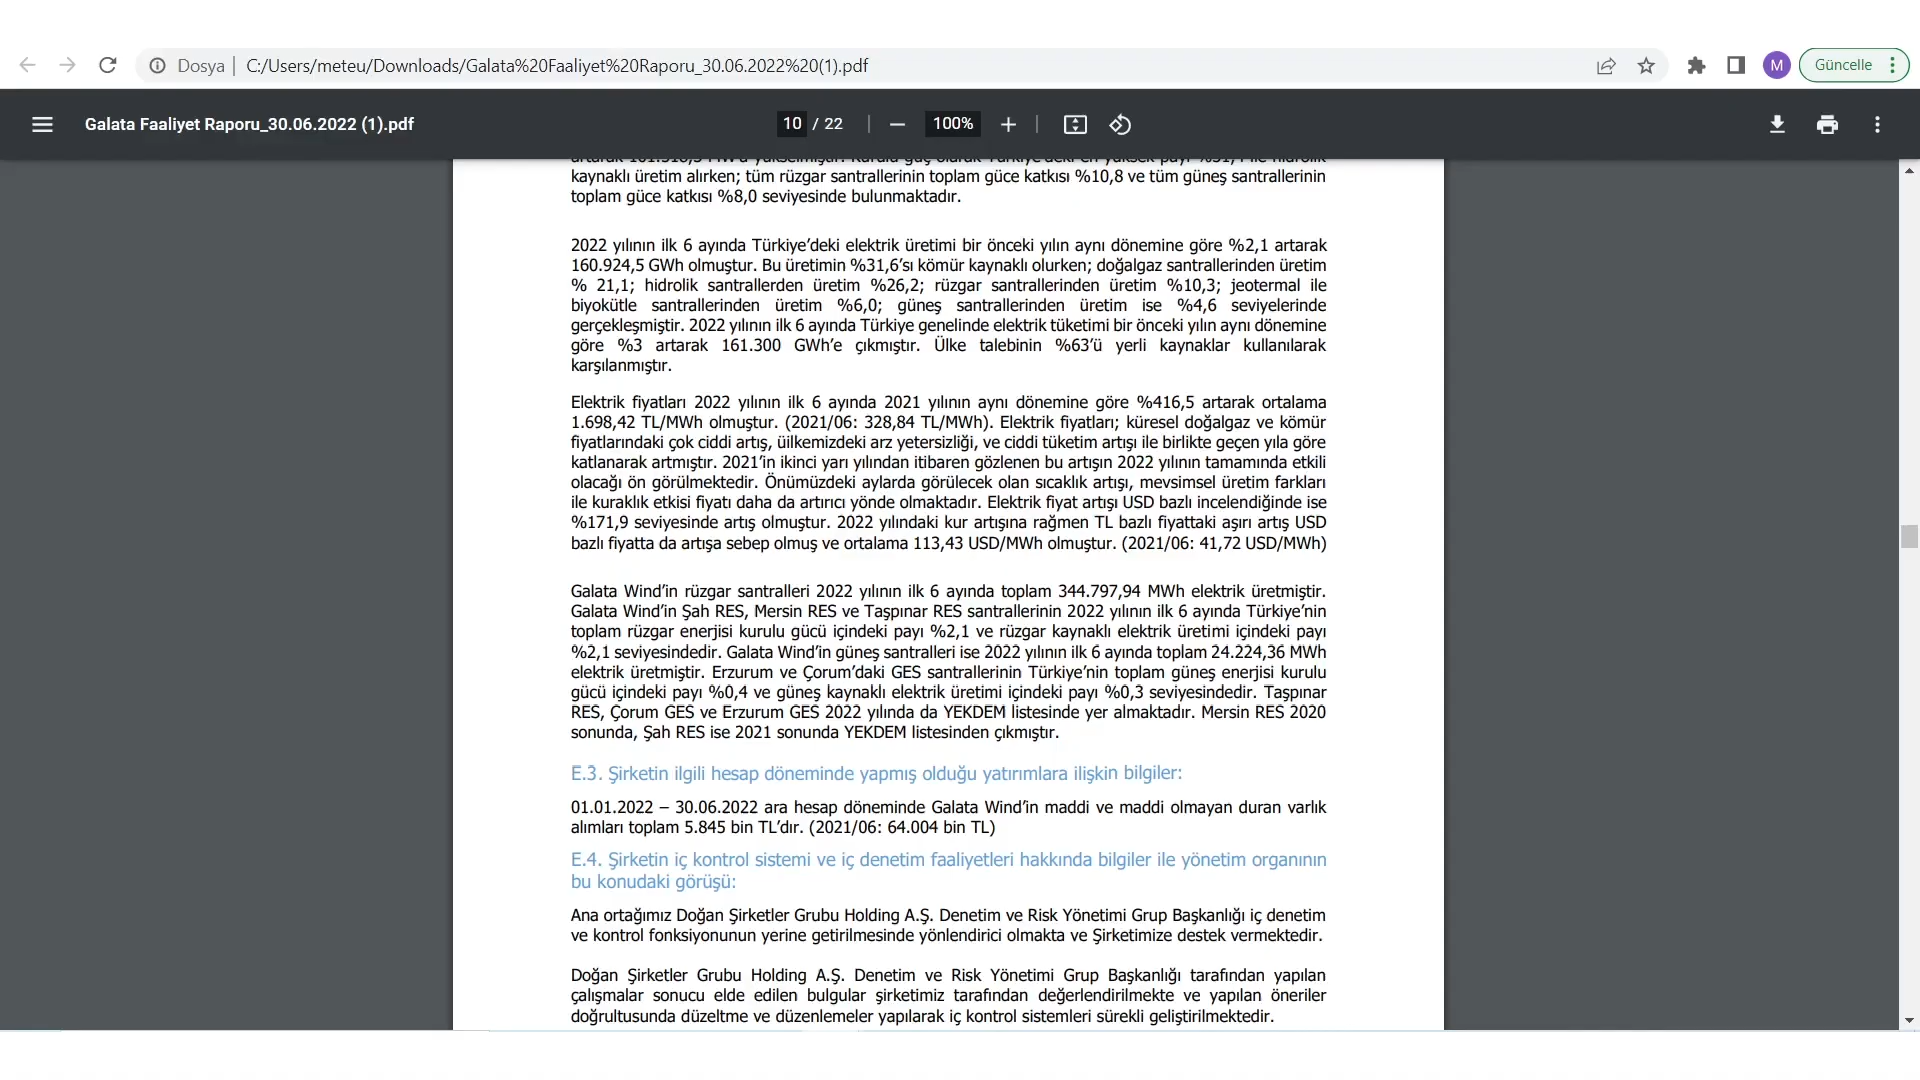 Dosya
C:/Users/meteu/Downloads/Galata%20Faaliyet%20Raporu_30.06.2022%20(1).pdf
M
Güncelle
Galata Faaliyet Raporu_30.06.2022 (1).pdf
10 / 22
100%
kaynaklı üretim alırken; tüm rüzgar santrallerinin toplam güce katkısı %10,8 ve tüm güneş santrallerinin
toplam güce katkısı %8,0 seviyesinde bulunmaktadır.
2022 yılının ilk 6 ayında Türkiye’deki elektrik üretimi bir önceki yılın aynı dönemine göre %2,1 artarak
160.924,5 GWh olmuştur. Bu üretimin %31,6’sı kömür kaynaklı olurken; doğalgaz santrallerinden üretim
% 21,1; hidrolik santrallerden üretim %26,2; rüzgar santrallerinden üretim %10,3; jeotermal ile
biyokütle santrallerinden üretim %6,0; güneş santrallerinden üretim ise %4,6 seviyelerinde
gerçekleşmiştir. 2022 yılının ilk 6 ayında Türkiye genelinde elektrik tüketimi bir önceki yılın aynı dönemine
göre %3 artarak 161.300 GWh’e çıkmıştır. Ülke talebinin %63’ü yerli kaynaklar kullanılarak
karşılanmıştır.
Elektrik fiyatları 2022 yılının ilk 6 ayında 2021 yılının aynı dönemine göre %416,5 artarak ortalama
1.698,42 TL/MWh olmuştur. (2021/06: 328,84 TL/MWh). Elektrik fiyatları; küresel doğalgaz ve kömür
fiyatlarındaki çok ciddi artış, üilkemizdeki arz yetersizliği, ve ciddi tüketim artışı ile birlikte geçen yıla göre
katlanarak artmıştır. 2021’in ikinci yarı yılından itibaren gözlenen bu artışın 2022 yılının tamamında etkili
olacağı ön görülmektedir. Önümüzdeki aylarda görülecek olan sıcaklık artışı, mevsimsel üretim farkları
ile kuraklık etkisi fiyatı daha da artırıcı yönde olmaktadır. Elektrik fiyat artışı USD bazlı incelendiğinde ise
%171,9 seviyesinde artış olmuştur. 2022 yılındaki kur artışına rağmen TL bazlı fiyattaki aşırı artış USD
bazlı fiyatta da artışa sebep olmuş ve ortalama 113,43 USD/MWh olmuştur. (2021/06: 41,72 USD/MWh)
Galata Wind’in rüzgar santralleri 2022 yılının ilk 6 ayında toplam 344.797,94 MWh elektrik üretmiştir.
Galata Wind’in Şah RES, Mersin RES ve Taşpınar RES santrallerinin 2022 yılının ilk 6 ayında Türkiye’nin
toplam rüzgar enerjisi kurulu gücü içindeki payı %2,1 ve rüzgar kaynaklı elektrik üretimi içindeki payı
%2,1 seviyesindedir. Galata Wind’in güneş santralleri ise 2022 yılının ilk 6 ayında toplam 24.224,36 MWh
elektrik üretmiştir. Erzurum ve Çorum’daki GES santrallerinin Türkiye’nin toplam güneş enerjisi kurulu
gücü içindeki payı %0,4 ve güneş kaynaklı elektrik üretimi içindeki payı %0,3 seviyesindedir. Taşpınar
RES, Çorum GES ve Erzurum GES 2022 yılında da YEKDEM listesinde yer almaktadır. Mersin RES 2020
sonunda, Şah RES ise 2021 sonunda YEKDEM listesinden çıkmıştır.
E.3. Şirketin ilgili hesap döneminde yapmış olduğu yatırımlara ilişkin bilgiler:
01.01.2022 – 30.06.2022 ara hesap döneminde Galata Wind’in maddi ve maddi olmayan duran varlık
alımları toplam 5.845 bin TL’dır. (2021/06: 64.004 bin TL)
E.4. Şirketin iç kontrol sistemi ve iç denetim faaliyetleri hakkında bilgiler ile yönetim organının
bu konudaki görüşü:
Ana ortağımız Doğan Şirketler Grubu Holding A.Ş. Denetim ve Risk Yönetimi Grup Başkanlığı iç denetim
ve kontrol fonksiyonunun yerine getirilmesinde yönlendirici olmakta ve Şirketimize destek vermektedir.
Doğan Şirketler Grubu Holding A.Ş. Denetim ve Risk Yönetimi Grup Başkanlığı tarafından yapılan
çalışmalar sonucu elde edilen bulgular şirketimiz tarafından değerlendirilmekte ve yapılan öneriler
doğrultusunda düzeltme ve düzenlemeler yapılarak iç kontrol sistemleri sürekli geliştirilmektedir.